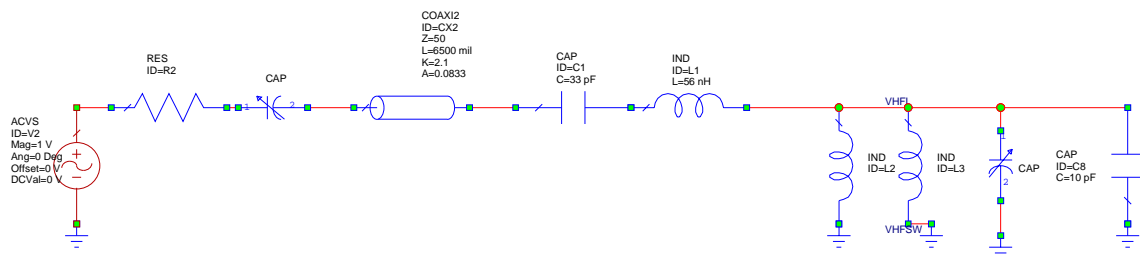 COAXI2
ID=CX2
Z=50
L=6500 mil
K=2.1
A=0.0833
RES
ID=R2
CAP
1
2
CAP
ID=C1
C=33 pF
IND
ID=L1
L=56 nH
VHFL
ACVS
ID=V2
Mag=1 V
Ang=0 Deg
Offset=0 V
DCVal=0 V
IND
ID=L2
IND
ID=L3
1
CAP
2
CAP
ID=C8
C=10 pF
VHFSW